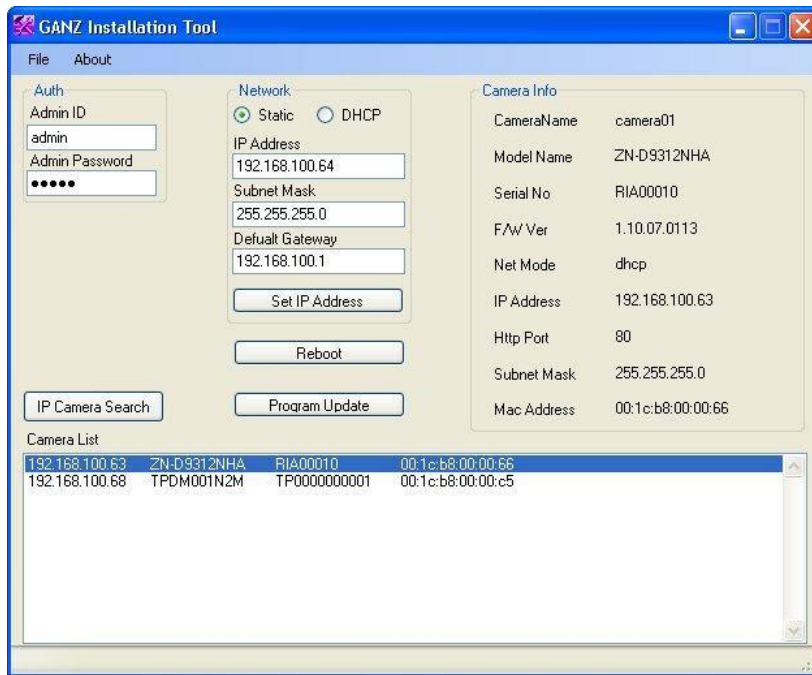 GANZ Installation Tool
File About
Auth
Admin ID
admin
Admin Password
•••••
Network
Static DHCP
IP Address
192.168.100.64
Subnet Mask
255.255.255.0
Defualt Gateway
192.168.100.1
Set IP Address
Reboot
Program Update
IP Camera Search
Camera Info
CameraName camera01
Model Name ZN-D9312NHA
Serial No RIA00010
F/W Ver 1.10.07.0113
Net Mode dhcp
IP Address 192.168.100.63
Http Port 80
Subnet Mask 255.255.255.0
Mac Address 00:1c:b8:00:00:66
Camera List
192.168.100.63 ZN-D9312NHA RIA00010 00:1c:b8:00:00:66
192.168.100.68 TPDM001N2M TP0000000001 00:1c:b8:00:00:c5